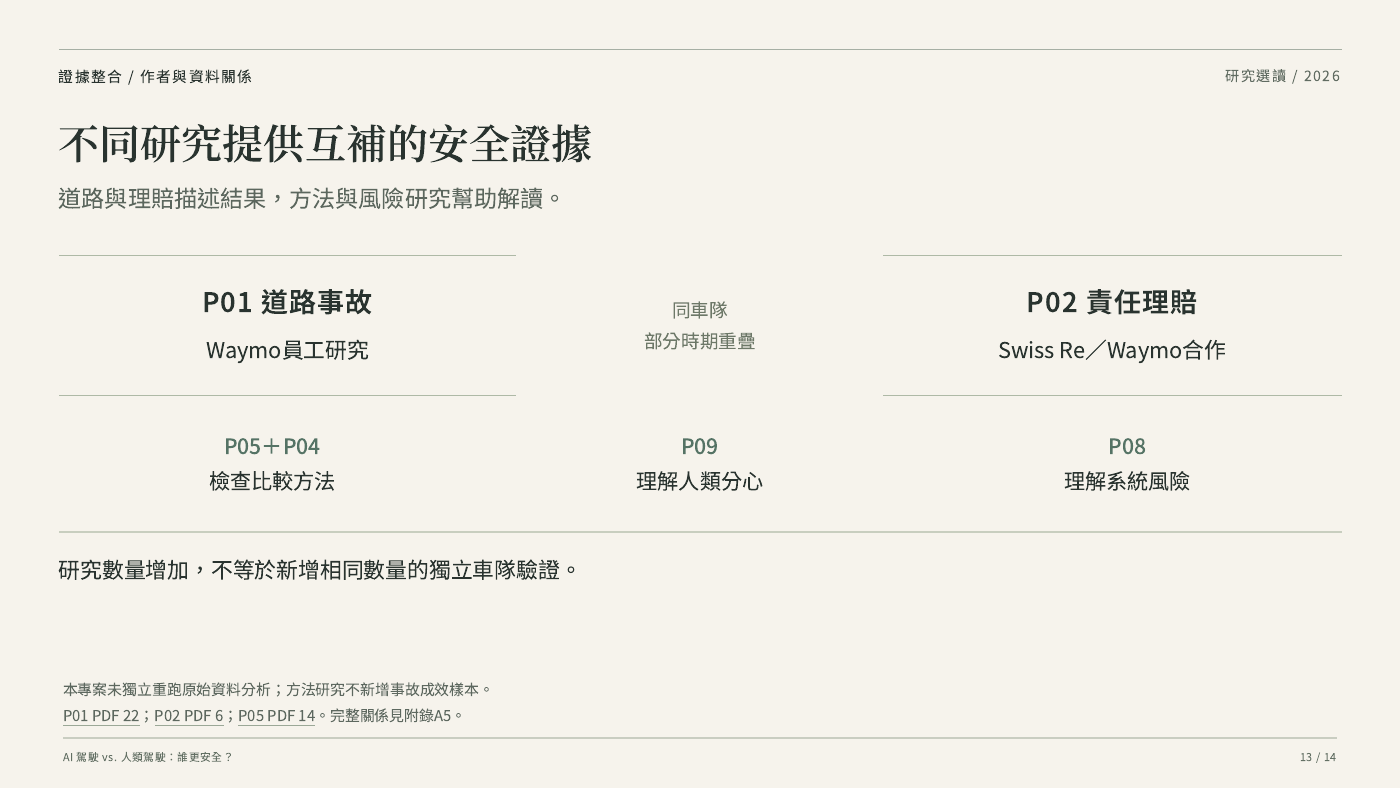 證據整合 / 作者與資料關係
研究選讀 / 2026
不同研究提供互補的安全證據
道路與理賠描述結果，方法與風險研究幫助解讀。
P01 道路事故
Waymo員工研究
同車隊
部分時期重疊
P02 責任理賠
Swiss Re／Waymo合作
P05＋P04
檢查比較方法
P09
理解人類分心
P08
理解系統風險
研究數量增加，不等於新增相同數量的獨立車隊驗證。
本專案未獨立重跑原始資料分析；方法研究不新增事故成效樣本。
P01 PDF 22；P02 PDF 6；P05 PDF 14。完整關係見附錄A5。
AI 駕駛 vs. 人類駕駛：誰更安全？
13 / 14